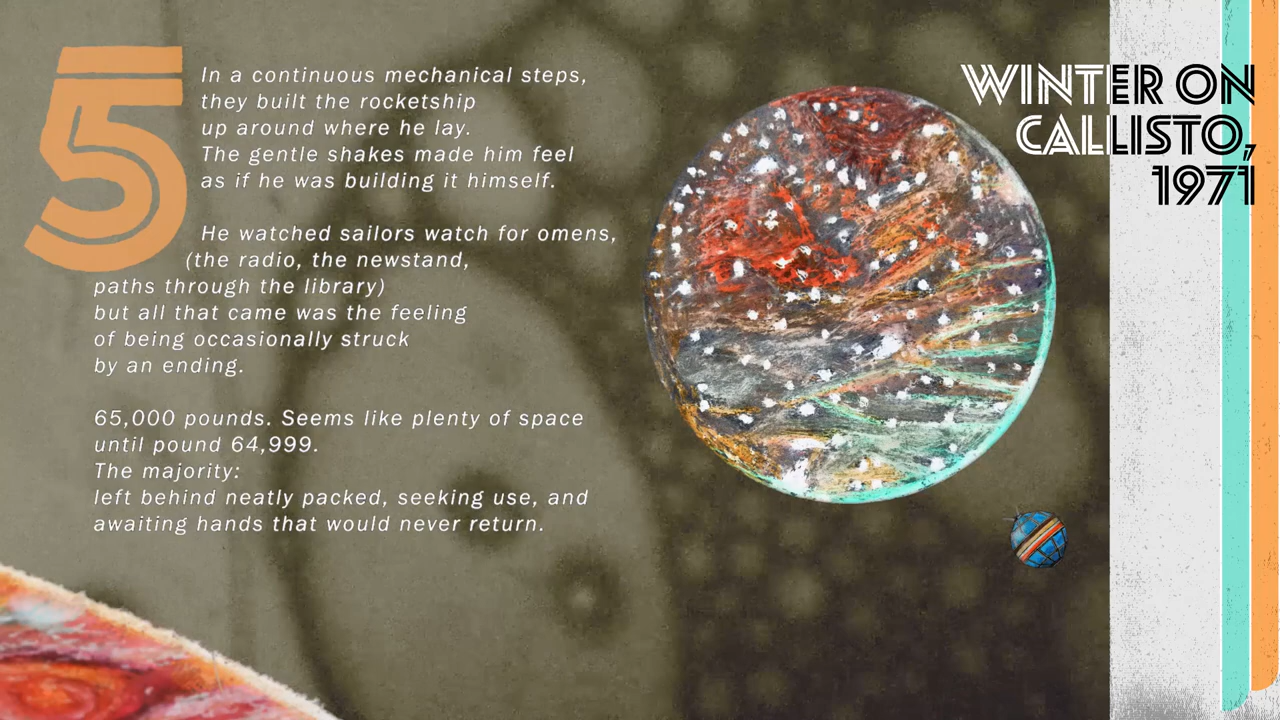 5
In a continuous mechanical steps,
they built the rocketship
up around where he lay.
The gentle shakes made him feel
as if he was building it himself.
He watched sailors watch for omens,
(the radio, the newstand,
paths through the library)
but all that came was the feeling
of being occasionally struck
by an ending.
65,000 pounds. Seems like plenty of space
until pound 64,999.
The majority:
left behind neatly packed, seeking use, and
awaiting hands that would never return.
WINTER ON
CALLISTO,
1971